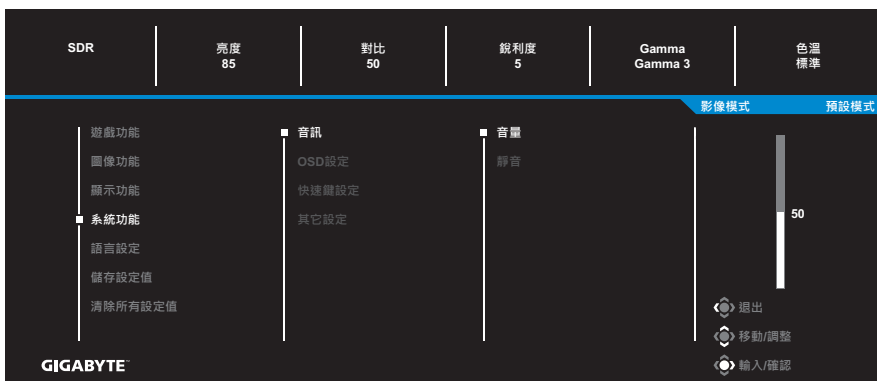 SDR
亮度
85
對比
50
銳利度
5
Gamma
Gamma 3
色溫
標準
影像模式 預設模式
遊戲功能
圖像功能
顯示功能
系統功能
語言設定
儲存設定值
清除所有設定值
音訊
OSD設定
快速鍵設定
其它設定
音量
靜音
50
退出
移動/調整
輸入/確認
GIGABYTE™